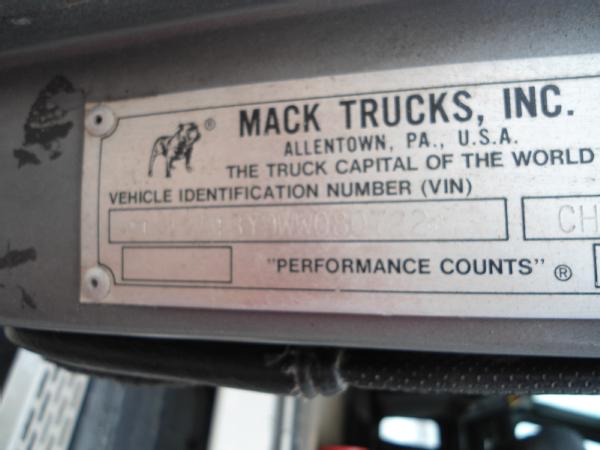 ® MACK TRUCKS, INC.
ALLENTOWN, PA., U.S.A.
THE TRUCK CAPITAL OF THE WORLD
VEHICLE IDENTIFICATION NUMBER (VIN)
CH
"PERFORMANCE COUNTS" ®